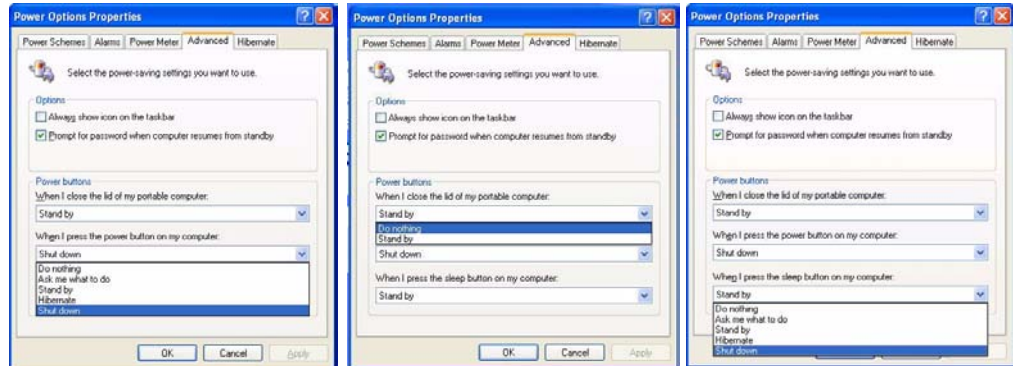 Power Options Properties
Power Schemes Alarms Power Meter Advanced Hibernate
Select the power-saving settings you want to use.
Options
Always show icon on the taskbar
Prompt for password when computer resumes from standby
Power buttons
When I close the lid of my portable computer:
Stand by
When I press the power button on my computer:
Shut down
Do nothing
Ask me what to do
Stand by
Hibernate
Shut down
OK Cancel Apply
Power Options Properties
Power Schemes Alarms Power Meter Advanced Hibernate
Select the power-saving settings you want to use.
Options
Always show icon on the taskbar
Prompt for password when computer resumes from standby
Power buttons
When I close the lid of my portable computer:
Stand by
Do nothing
Stand by
Shut down
When I press the sleep button on my computer:
Stand by
OK Cancel Apply
Power Options Properties
Power Schemes Alarms Power Meter Advanced Hibernate
Select the power-saving settings you want to use.
Options
Always show icon on the taskbar
Prompt for password when computer resumes from standby
Power buttons
When I close the lid of my portable computer:
Stand by
When I press the power button on my computer:
Shut down
When I press the sleep button on my computer:
Stand by
Do nothing
Ask me what to do
Stand by
Hibernate
Shut down